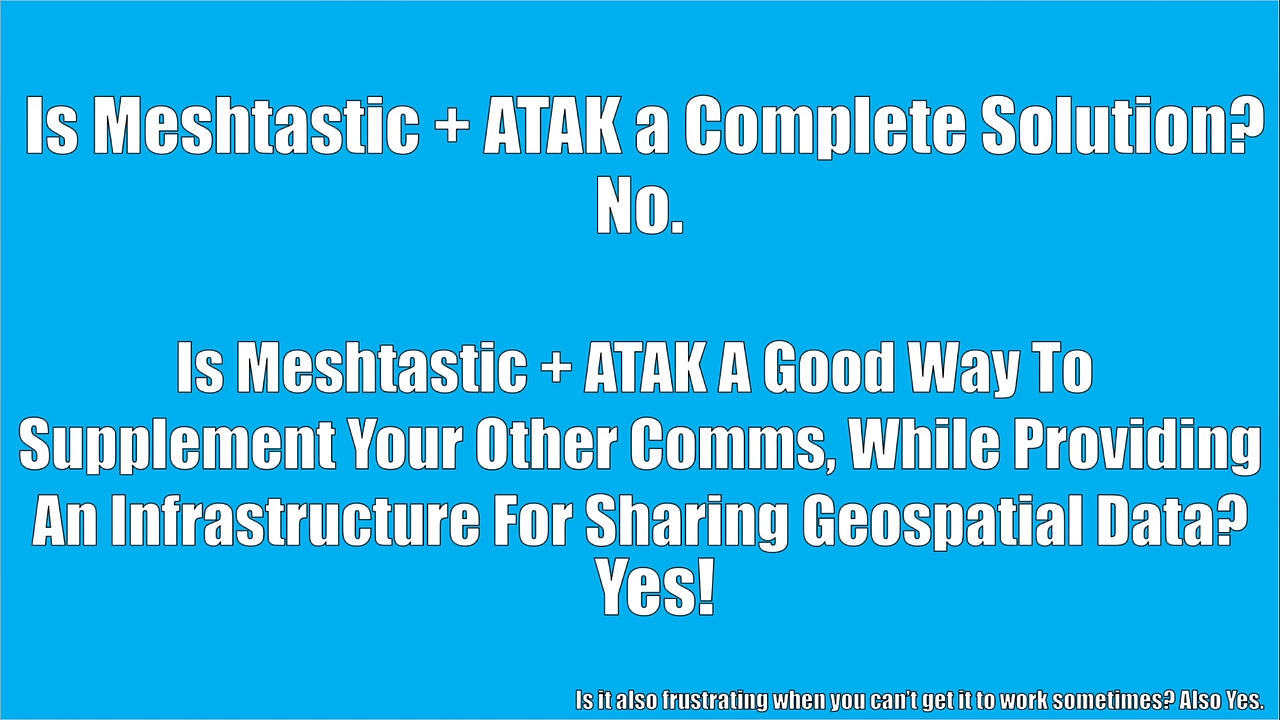 Is Meshtastic + ATAK a Complete Solution?
No.
Is Meshtastic + ATAK A Good Way To
Supplement Your Other Comms, While Providing
An Infrastructure For Sharing Geospatial Data?
Yes!
Is it also frustrating when you can't get it to work sometimes? Also Yes.